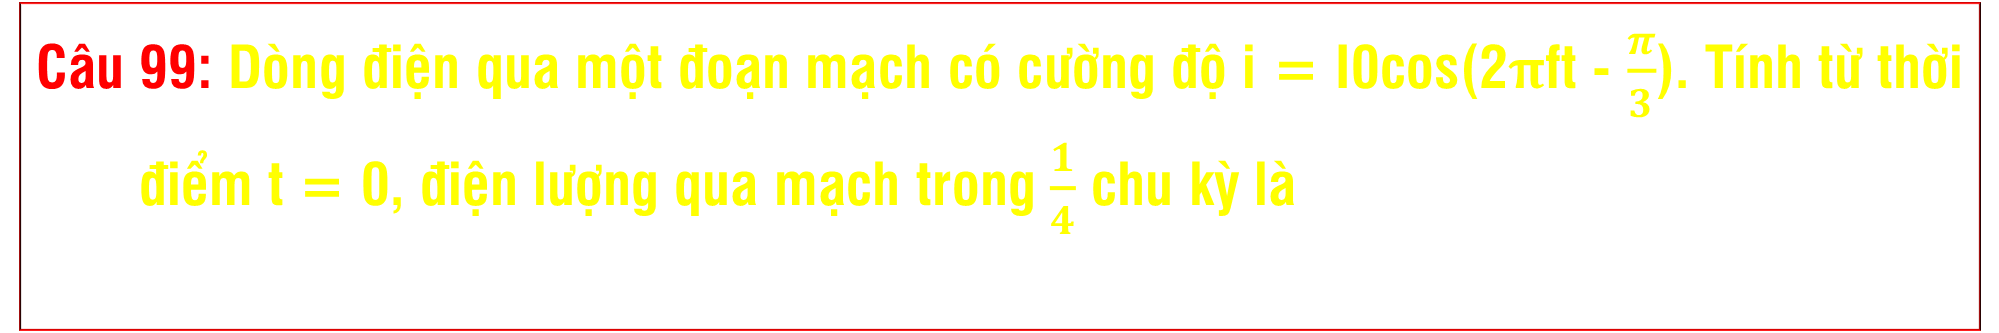 Câu 99: Dòng điện qua một đoạn mạch có cường độ i = I0cos(2πft - π/3). Tính từ thời
điểm t = 0, điện lượng qua mạch trong 1/4 chu kỳ là